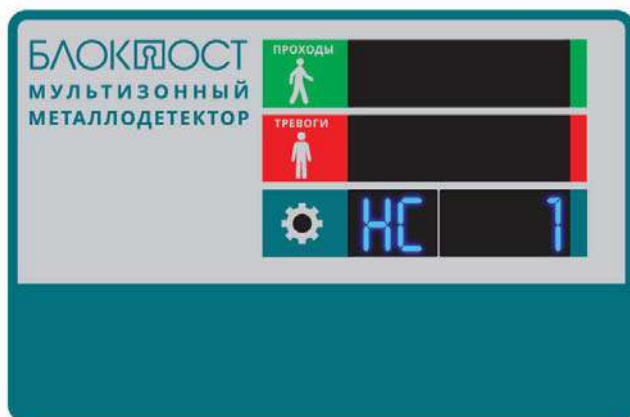 БЛОКПОСТ
МУЛЬТИЗОННЫЙ
МЕТАЛЛОДЕТЕКТОР
ПРОХОДЫ
ТРЕВОГИ
НС 1